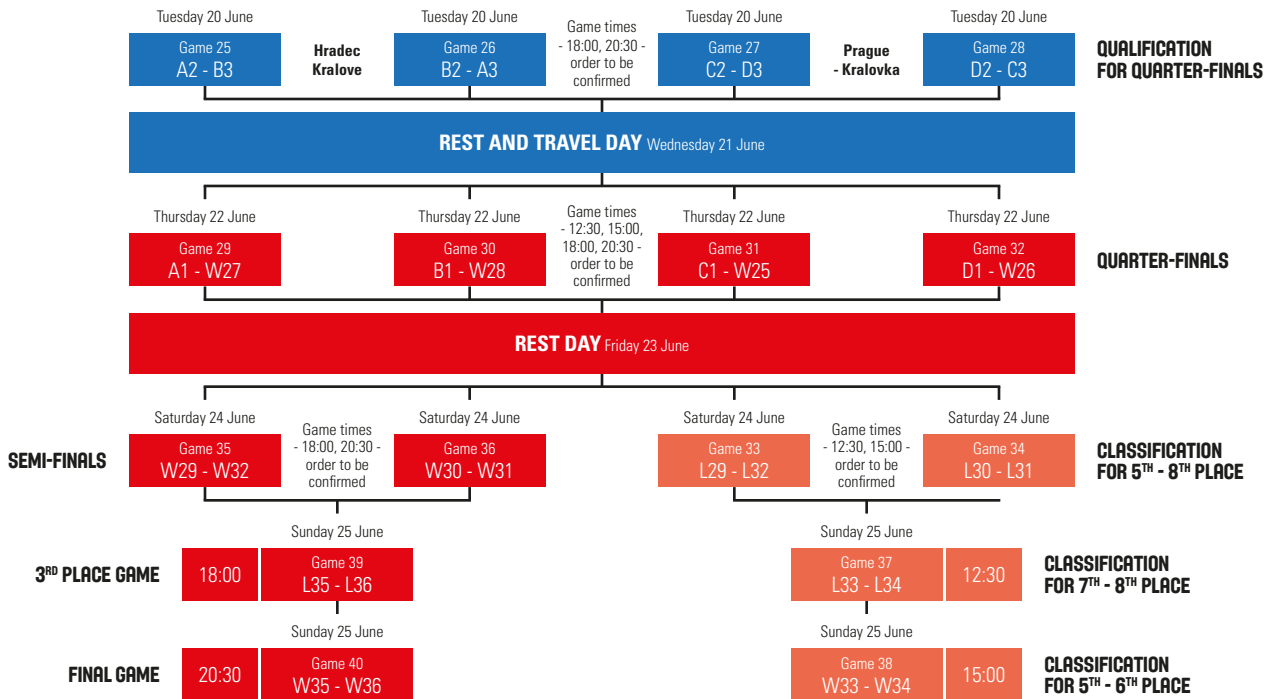 Tuesday 20 June
Game 25
A2 - B3
Hradec
Kralove
Tuesday 20 June
Game 26
B2 - A3
Game times
- 18:00, 20:30 -
order to be
confirmed
Tuesday 20 June
Game 27
C2 - D3
Prague
- Kralovka
Tuesday 20 June
Game 28
D2 - C3
QUALIFICATION
FOR QUARTER-FINALS
REST AND TRAVEL DAY Wednesday 21 June
Thursday 22 June
Game 29
A1 - W27
Thursday 22 June
Game 30
B1 - W28
Game times
- 12:30, 15:00,
18:00, 20:30 -
order to be
confirmed
Thursday 22 June
Game 31
C1 - W25
Thursday 22 June
Game 32
D1 - W26
QUARTER-FINALS
REST DAY Friday 23 June
SEMI-FINALS
Saturday 24 June
Game 35
W29 - W32
Game times
- 18:00, 20:30 -
order to be
confirmed
Saturday 24 June
Game 36
W30 - W31
Saturday 24 June
Game 33
L29 - L32
Game times
- 12:30, 15:00 -
order to be
confirmed
Saturday 24 June
Game 34
L30 - L31
CLASSIFICATION
FOR 5TH - 8TH PLACE
3RD PLACE GAME
18:00
Sunday 25 June
Game 39
L35 - L36
Sunday 25 June
Game 37
L33 - L34
12:30
CLASSIFICATION
FOR 7TH - 8TH PLACE
FINAL GAME
20:30
Sunday 25 June
Game 40
W35 - W36
Sunday 25 June
Game 38
W33 - W34
15:00
CLASSIFICATION
FOR 5TH - 6TH PLACE